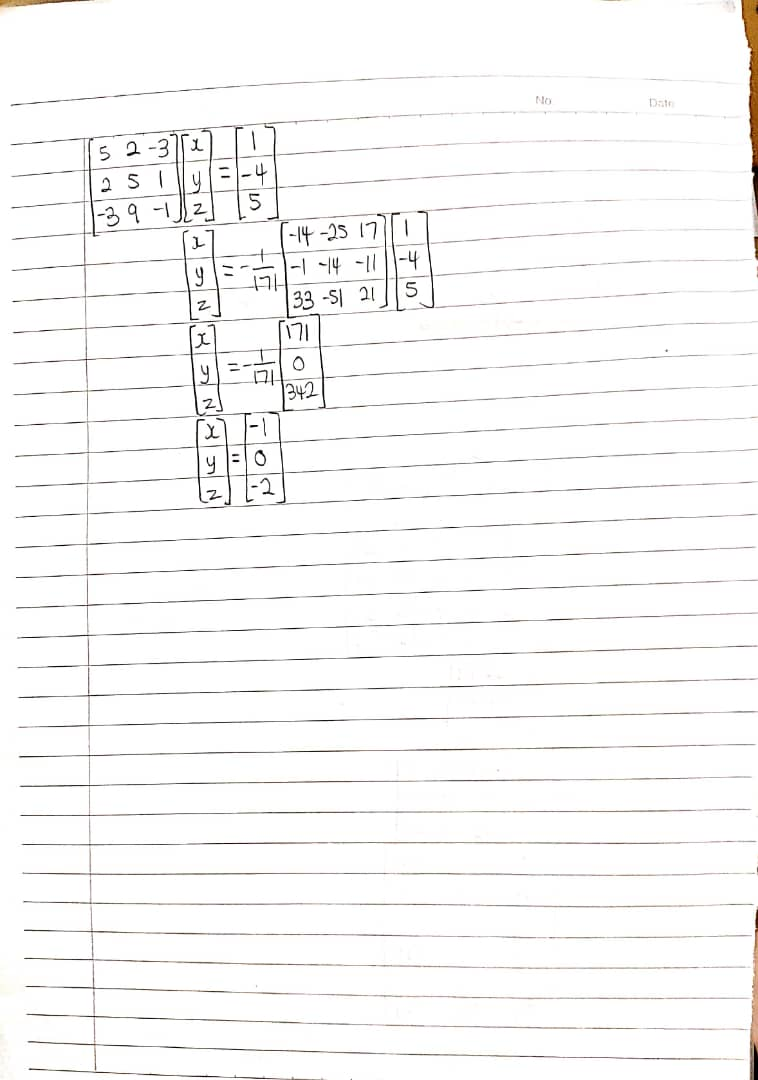 No Date
[5 2 -3][x] [1]
[2 5 1][y] = [-4]
[-3 9 -1][z] [5]
[x] [-14 -25 17][1]
[y] = -1/171 [-1 -14 -11][-4]
[z] [33 -51 21][5]
[x] [171]
[y] = -1/171 [0]
[z] [342]
[x] [-1]
[y] = [0]
[z] [-2]